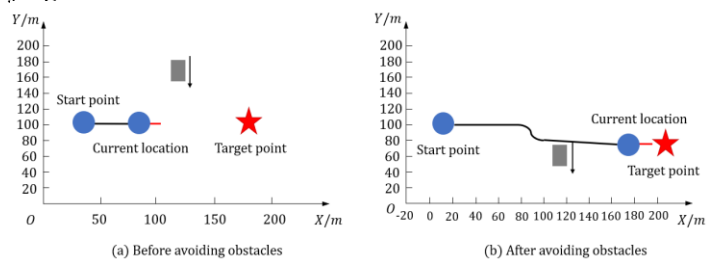 Y/m
200
180
160
140
120
100
80
60
40
20
O
50
100
150
200
X/m
Start point
Current location
Target point
(a) Before avoiding obstacles
Y/m
200
180
160
140
120
100
80
60
40
20
O
-20 0 20 40 60 80 100 120 140 160 180 200
X/m
Current location
Start point
Target point
(b) After avoiding obstacles